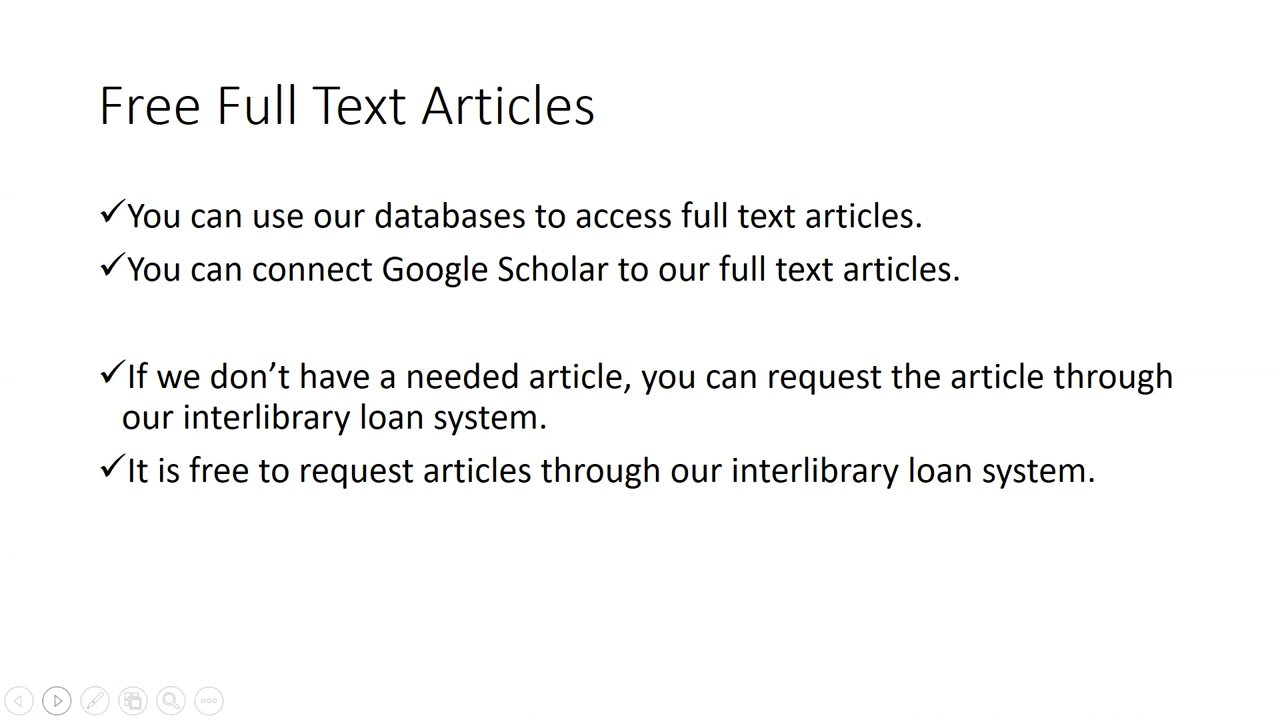 Free Full Text Articles
✓You can use our databases to access full text articles.
✓You can connect Google Scholar to our full text articles.
✓If we don’t have a needed article, you can request the article through
our interlibrary loan system.
✓It is free to request articles through our interlibrary loan system.